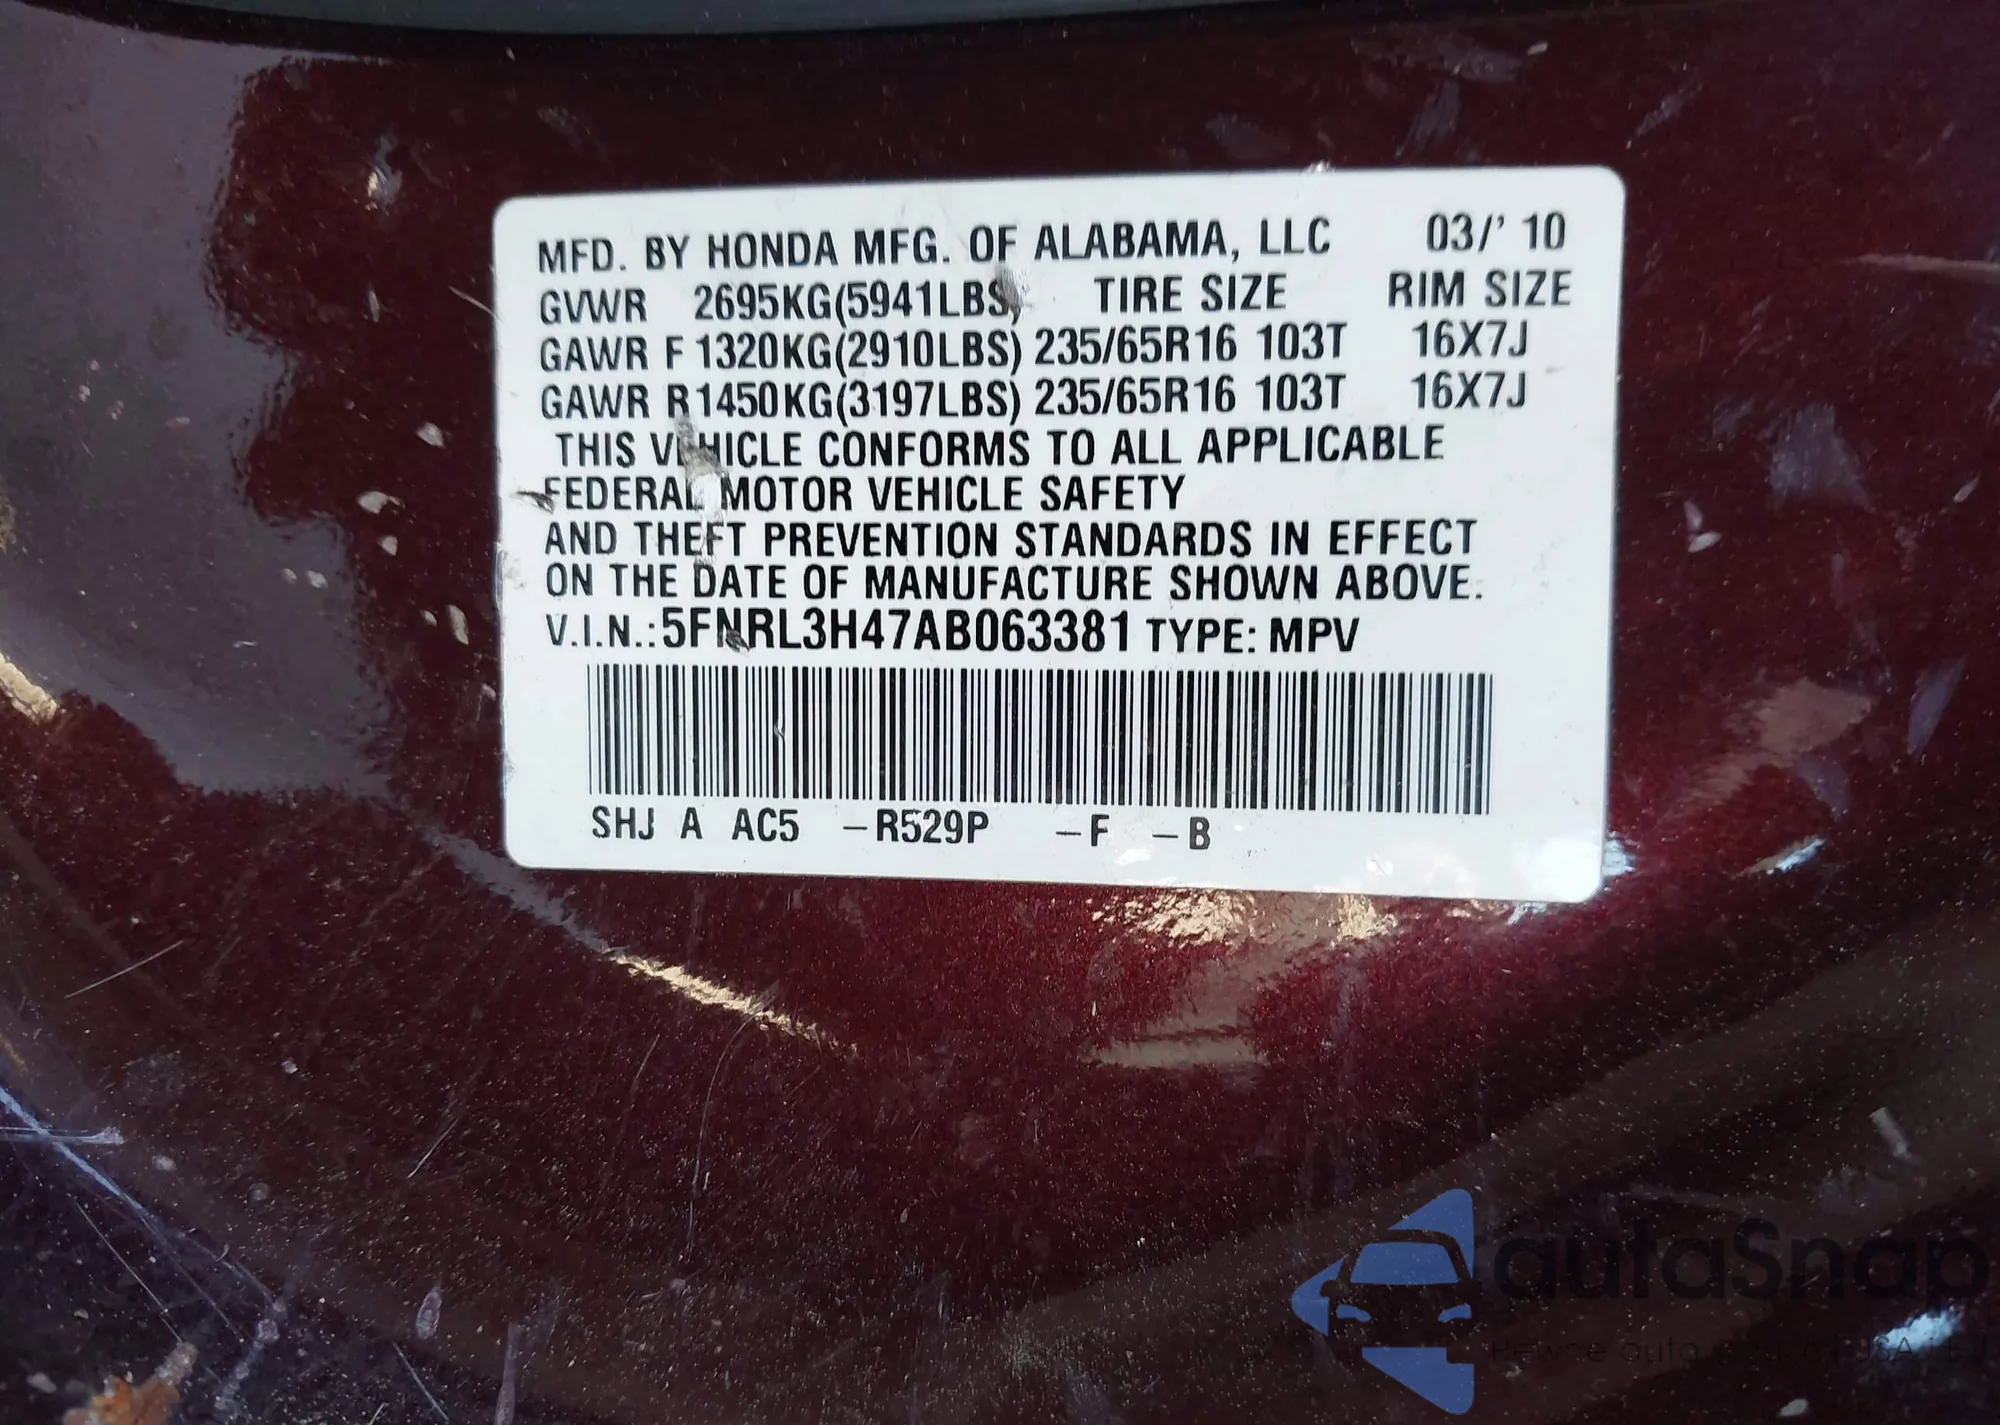 MFD. BY HONDA MFG. OF ALABAMA, LLC 03/' 10
GVWR 2695KG(5941LBS) TIRE SIZE RIM SIZE
GAWR F 1320KG(2910LBS) 235/65R16 103T 16X7J
GAWR R 1450KG(3197LBS) 235/65R16 103T 16X7J
THIS VEHICLE CONFORMS TO ALL APPLICABLE
FEDERAL MOTOR VEHICLE SAFETY
AND THEFT PREVENTION STANDARDS IN EFFECT
ON THE DATE OF MANUFACTURE SHOWN ABOVE.
V.I.N.: 5FNRL3H47AB063381 TYPE: MPV
SHJ A AC5 –R529P –F –B
autaSnap
Pewne auto